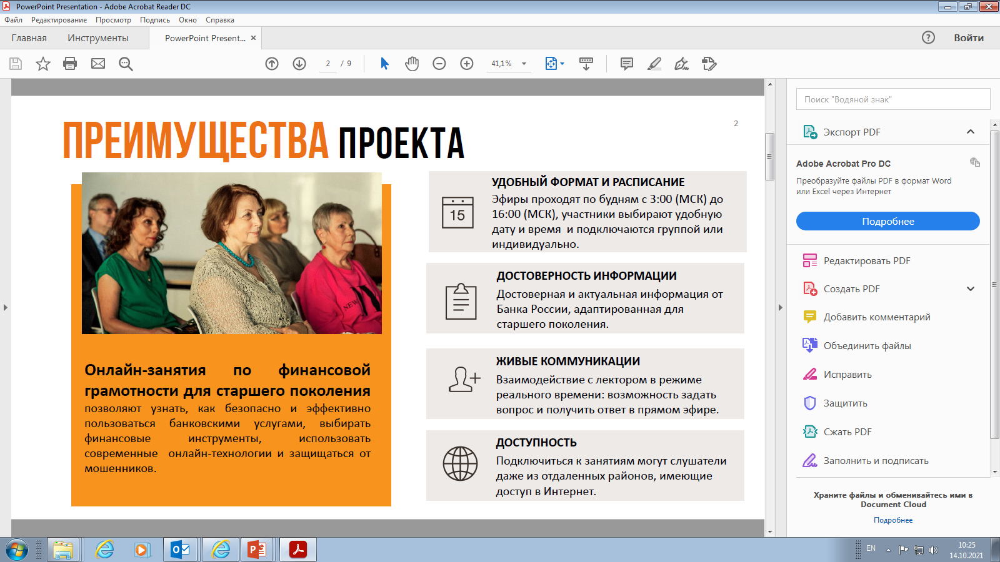 PowerPoint Presentation - Adobe Acrobat Reader DC
Файл Редактирование Просмотр Подпись Окно Справка
Главная Инструменты PowerPoint Present... × ? Войти
2 / 9 41,1%
2
ПРЕИМУЩЕСТВА ПРОЕКТА
NEW
Онлайн-занятия по финансовой
грамотности для старшего поколения
позволяют узнать, как безопасно и эффективно
пользоваться банковскими услугами, выбирать
финансовые инструменты, использовать
современные онлайн-технологии и защищаться от
мошенников.
УДОБНЫЙ ФОРМАТ И РАСПИСАНИЕ
15
Эфиры проходят по будням с 3:00 (МСК) до
16:00 (МСК), участники выбирают удобную
дату и время и подключаются группой или
индивидуально.
ДОСТОВЕРНОСТЬ ИНФОРМАЦИИ
Достоверная и актуальная информация от
Банка России, адаптированная для
старшего поколения.
ЖИВЫЕ КОММУНИКАЦИИ
Взаимодействие с лектором в режиме
реального времени: возможность задать
вопрос и получить ответ в прямом эфире.
ДОСТУПНОСТЬ
Подключиться к занятиям могут слушатели
даже из отдаленных районов, имеющие
доступ в Интернет.
Поиск "Водяной знак"
Экспорт PDF
Adobe Acrobat Pro DC
Преобразуйте файлы PDF в формат Word
или Excel через Интернет
Подробнее
Редактировать PDF
Создать PDF
Добавить комментарий
Объединить файлы
Исправить
Защитить
Сжать PDF
Заполнить и подписать
Храните файлы и обменивайтесь ими в
Document Cloud
Подробнее
EN 10:25
14.10.2021